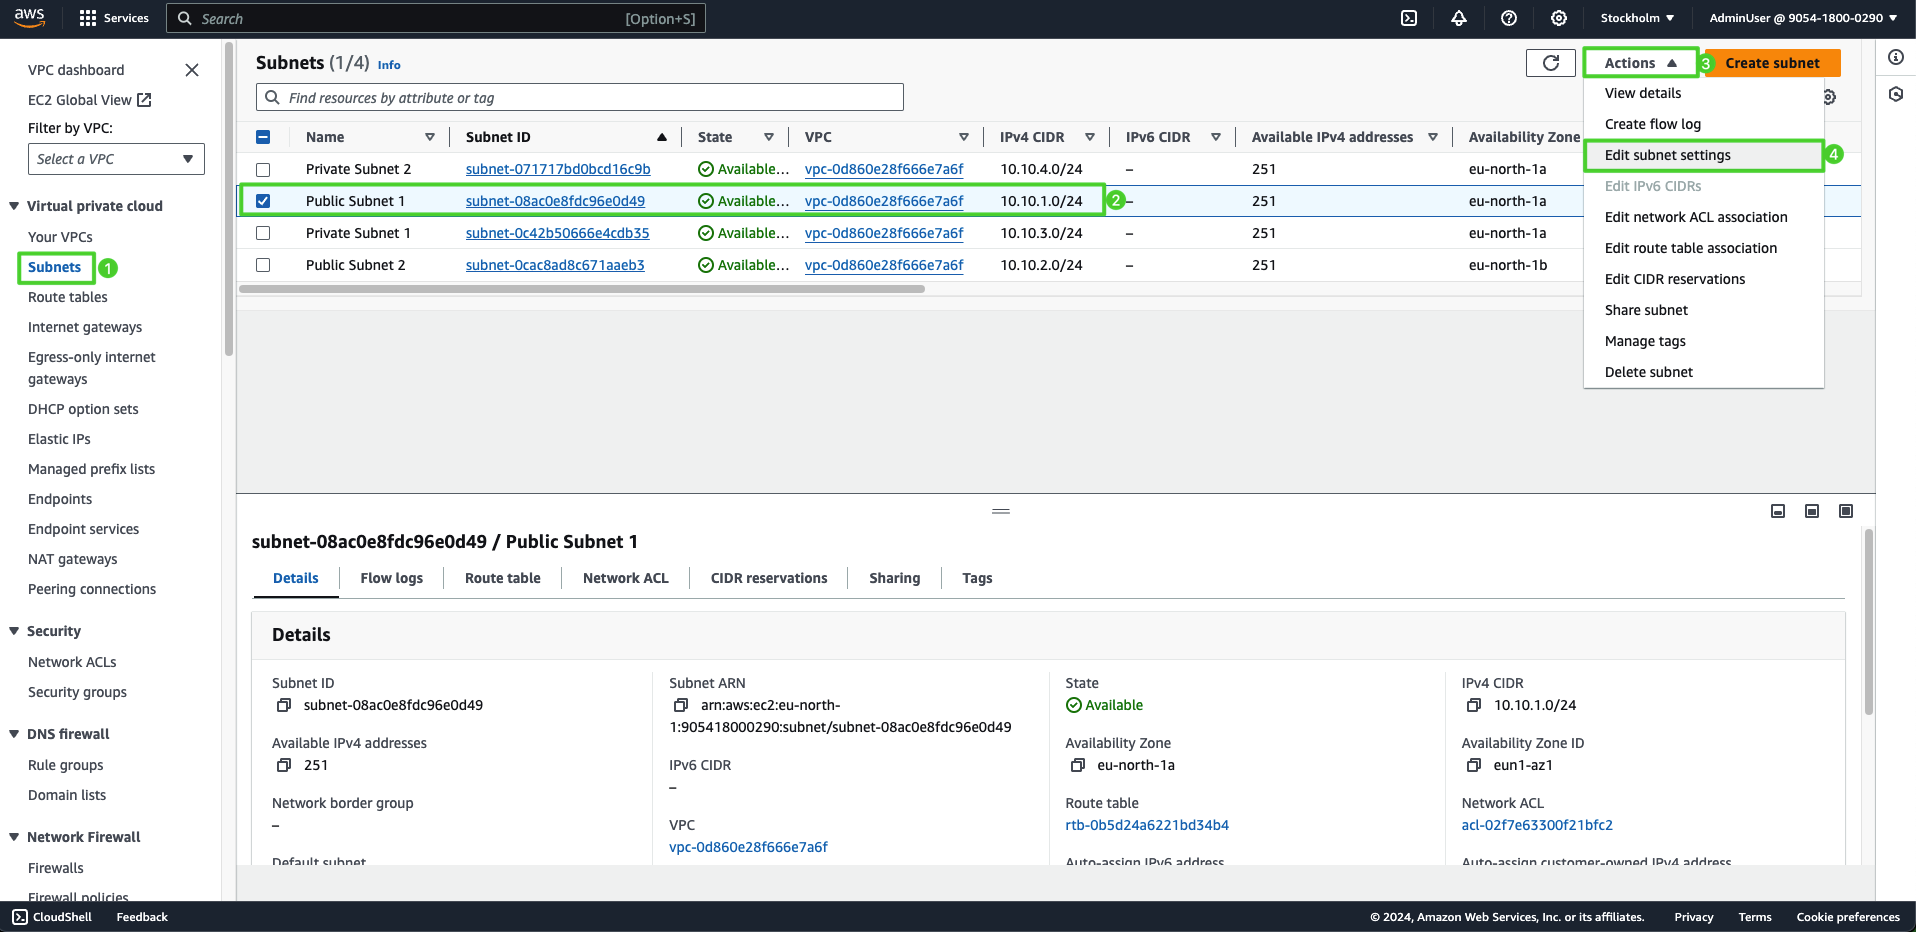 aws
Services
Search
[Option+S]
Stockholm
AdminUser @ 9054-1800-0290
VPC dashboard
EC2 Global View
Filter by VPC:
Select a VPC
Virtual private cloud
Your VPCs
Subnets
1
Route tables
Internet gateways
Egress-only internet
gateways
DHCP option sets
Elastic IPs
Managed prefix lists
Endpoints
Endpoint services
NAT gateways
Peering connections
Security
Network ACLs
Security groups
DNS firewall
Rule groups
Domain lists
Network Firewall
Firewalls
Firewall policies
Subnets (1/4) Info
Actions
3
Create subnet
Find resources by attribute or tag
Name Subnet ID State VPC IPv4 CIDR IPv6 CIDR Available IPv4 addresses Availability Zone
Private Subnet 2 subnet-071717bd0bcd16c9b Available... vpc-0d860e28f666e7a6f 10.10.4.0/24 – 251 eu-north-1a
Public Subnet 1 subnet-08ac0e8fdc96e0d49 Available... vpc-0d860e28f666e7a6f 10.10.1.0/24 2 – 251 eu-north-1a
Private Subnet 1 subnet-0c42b50666e4cdb35 Available... vpc-0d860e28f666e7a6f 10.10.3.0/24 – 251 eu-north-1a
Public Subnet 2 subnet-0cac8ad8c671aaeb3 Available... vpc-0d860e28f666e7a6f 10.10.2.0/24 – 251 eu-north-1b
View details
Create flow log
Edit subnet settings
4
Edit IPv6 CIDRs
Edit network ACL association
Edit route table association
Edit CIDR reservations
Share subnet
Manage tags
Delete subnet
subnet-08ac0e8fdc96e0d49 / Public Subnet 1
Details Flow logs Route table Network ACL CIDR reservations Sharing Tags
Details
Subnet ID
subnet-08ac0e8fdc96e0d49
Available IPv4 addresses
251
Network border group
–
Default subnet
Subnet ARN
arn:aws:ec2:eu-north-
1:905418000290:subnet/subnet-08ac0e8fdc96e0d49
IPv6 CIDR
–
VPC
vpc-0d860e28f666e7a6f
State
Available
Availability Zone
eu-north-1a
Route table
rtb-0b5d24a6221bd34b4
Auto-assign IPv6 address
IPv4 CIDR
10.10.1.0/24
Availability Zone ID
eun1-az1
Network ACL
acl-02f7e63300f21bfc2
Auto-assign customer-owned IPv4 address
CloudShell Feedback
© 2024, Amazon Web Services, Inc. or its affiliates. Privacy Terms Cookie preferences